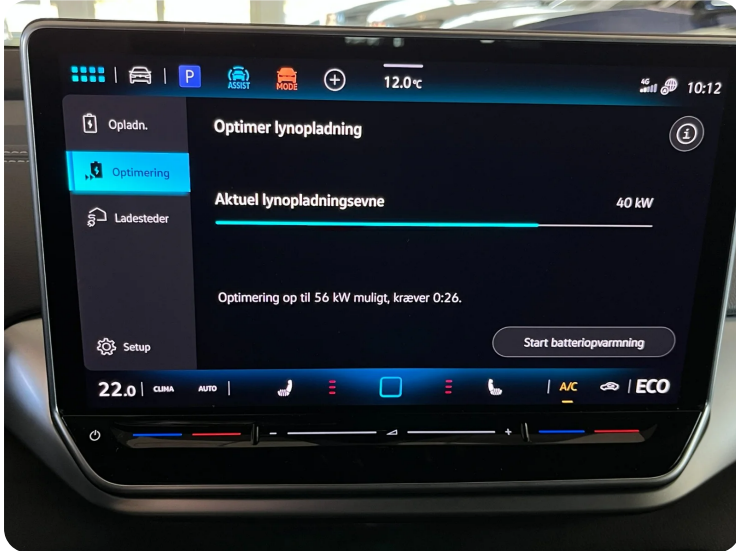 P
ASSIST
MODE
12.0°C
4G
10:12
Opladn.
Optimer lynopladning
Optimering
Aktuel lynopladningsevne 40 kW
Ladesteder
Optimering op til 56 kW muligt, kræver 0:26.
Start batteriopvarmning
Setup
22.0 CLIMA AUTO A/C ECO
- +